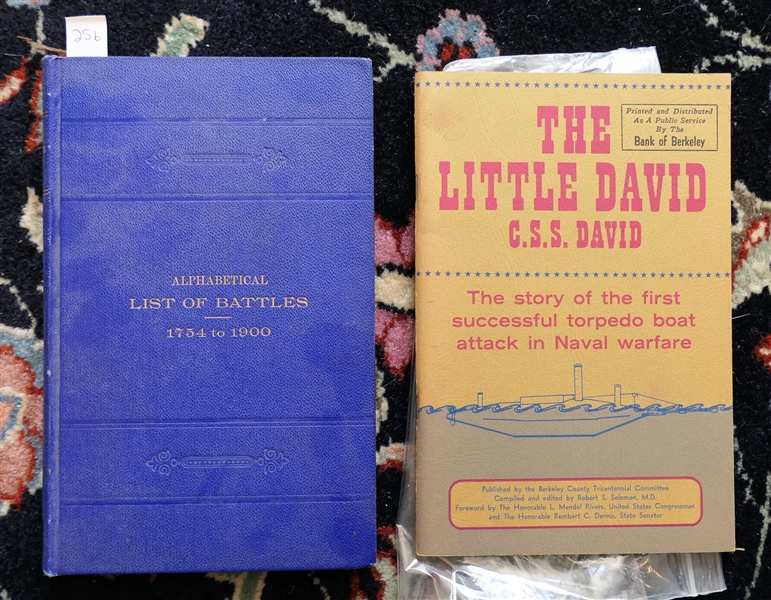 256
ALPHABETICAL
LIST OF BATTLES
1754 to 1900
THE
LITTLE DAVID
C.S.S. DAVID
Printed and Distributed
As A Public Service
By The
Bank of Berkeley
The story of the first
successful torpedo boat
attack in Naval warfare
Published by the Berkeley County Tricentennial Committee
Compiled and edited by Robert S. Solomon, M.D.
Foreword by The Honorable L. Mendel Rivers, United States Congressman
and The Honorable Rembert C. Dennis, State Senator